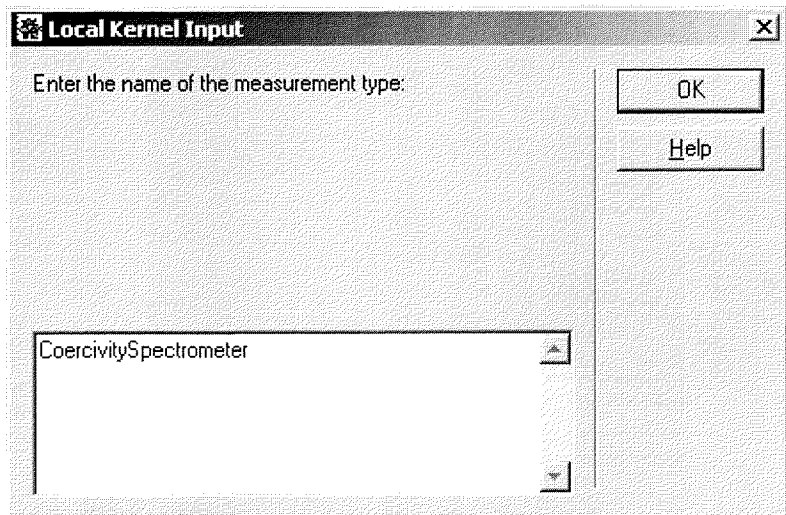 Local Kernel Input
Enter the name of the measurement type:
OK
Help
CoercivitySpectrometer